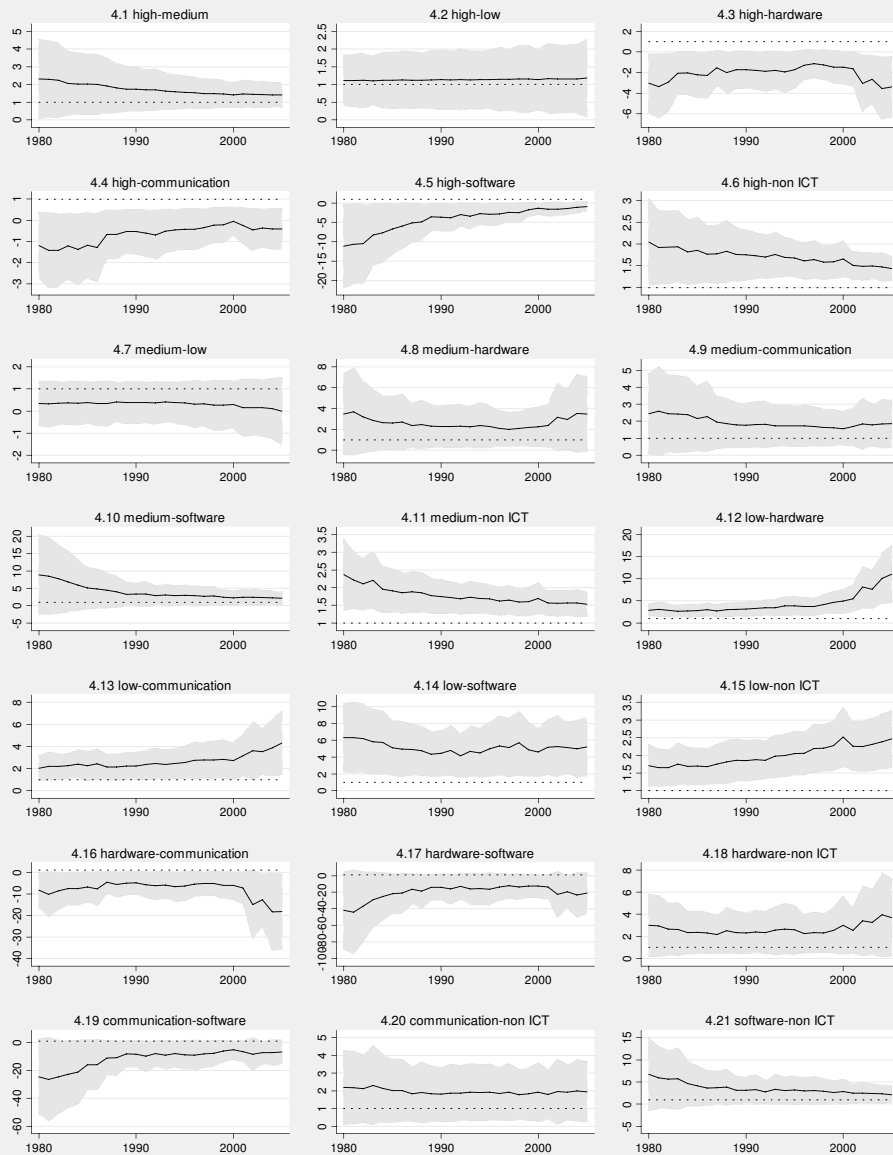 4.1 high-medium
5
4
3
2
1
0
1980 1990 2000
4.2 high-low
2.5
2
1.5
1
.5
0
1980 1990 2000
4.3 high-hardware
2
0
-2
-4
-6
1980 1990 2000
4.4 high-communication
1
0
-1
-2
-3
1980 1990 2000
4.5 high-software
0
-5
-10
-15
-20
1980 1990 2000
4.6 high-non ICT
3
2.5
2
1.5
1
1980 1990 2000
4.7 medium-low
2
1
0
-1
-2
1980 1990 2000
4.8 medium-hardware
8
6
4
2
0
1980 1990 2000
4.9 medium-communication
5
4
3
2
1
0
1980 1990 2000
4.10 medium-software
20
15
10
5
0
-5
1980 1990 2000
4.11 medium-non ICT
3.5
3
2.5
2
1.5
1
1980 1990 2000
4.12 low-hardware
20
15
10
5
0
1980 1990 2000
4.13 low-communication
8
6
4
2
0
1980 1990 2000
4.14 low-software
10
8
6
4
2
0
1980 1990 2000
4.15 low-non ICT
3.5
3
2.5
2
1.5
1
1980 1990 2000
4.16 hardware-communication
0
-10
-20
-30
-40
1980 1990 2000
4.17 hardware-software
0
-20
-40
-60
-80
-100
1980 1990 2000
4.18 hardware-non ICT
8
6
4
2
0
1980 1990 2000
4.19 communication-software
0
-20
-40
-60
1980 1990 2000
4.20 communication-non ICT
5
4
3
2
1
0
1980 1990 2000
4.21 software-non ICT
15
10
5
0
-5
1980 1990 2000